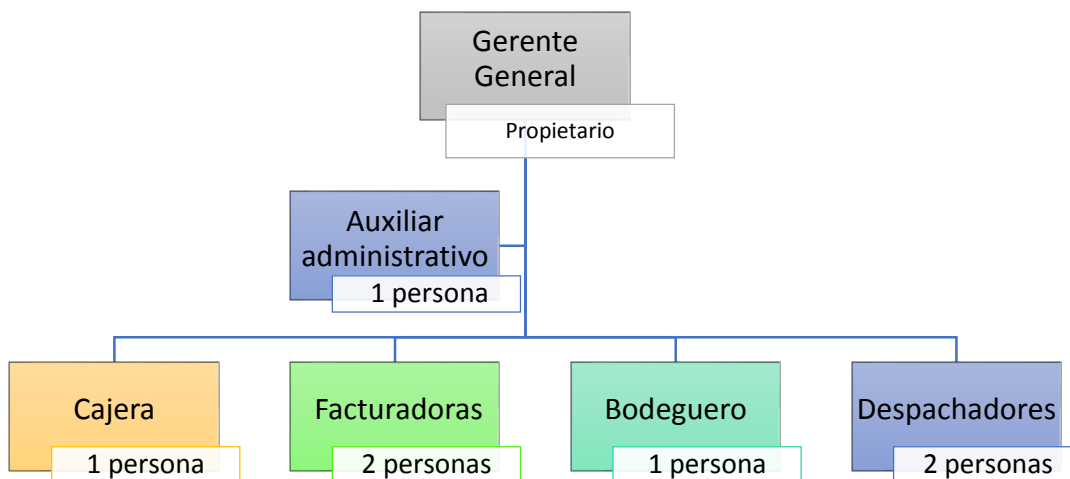 Gerente
General
Propietario
Auxiliar
administrativo
1 persona
Cajera
1 persona
Facturadoras
2 personas
Bodeguero
1 persona
Despachadores
2 personas